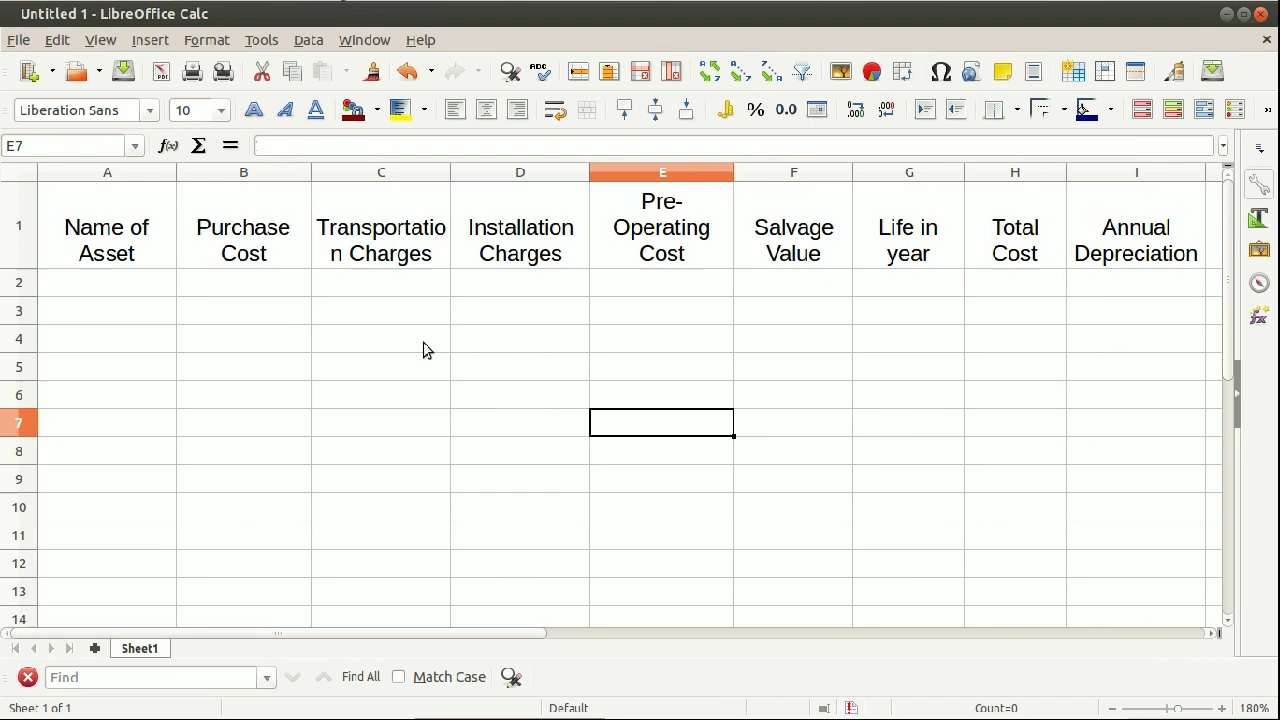 Untitled 1 - LibreOffice Calc
File Edit View Insert Format Tools Data Window Help
Liberation Sans 10
E7
A B C D E F G H I
1
Name of
Asset
Purchase
Cost
Transportatio
n Charges
Installation
Charges
Pre-
Operating
Cost
Salvage
Value
Life in
year
Total
Cost
Annual
Depreciation
2
3
4
5
6
7
8
9
10
11
12
13
14
Sheet1
Find Find All Match Case
Sheet 1 of 1 Default Count=0 180%